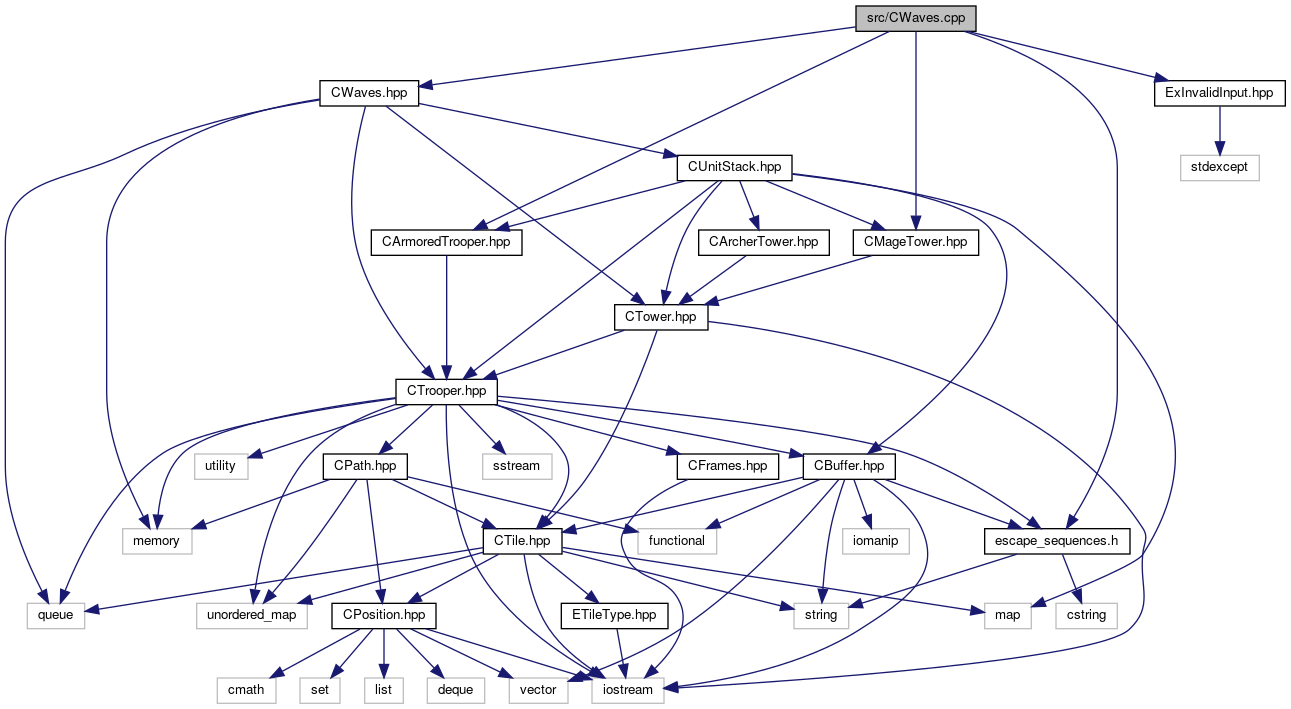 src/CWaves.cpp
CWaves.hpp
ExInvalidInput.hpp
CUnitStack.hpp
stdexcept
CArmoredTrooper.hpp
CArcherTower.hpp
CMageTower.hpp
CTower.hpp
CTrooper.hpp
utility
CPath.hpp
sstream
CFrames.hpp
CBuffer.hpp
memory
CTile.hpp
functional
iomanip
escape_sequences.h
queue
unordered_map
CPosition.hpp
ETileType.hpp
string
map
cstring
cmath
set
list
deque
vector
iostream